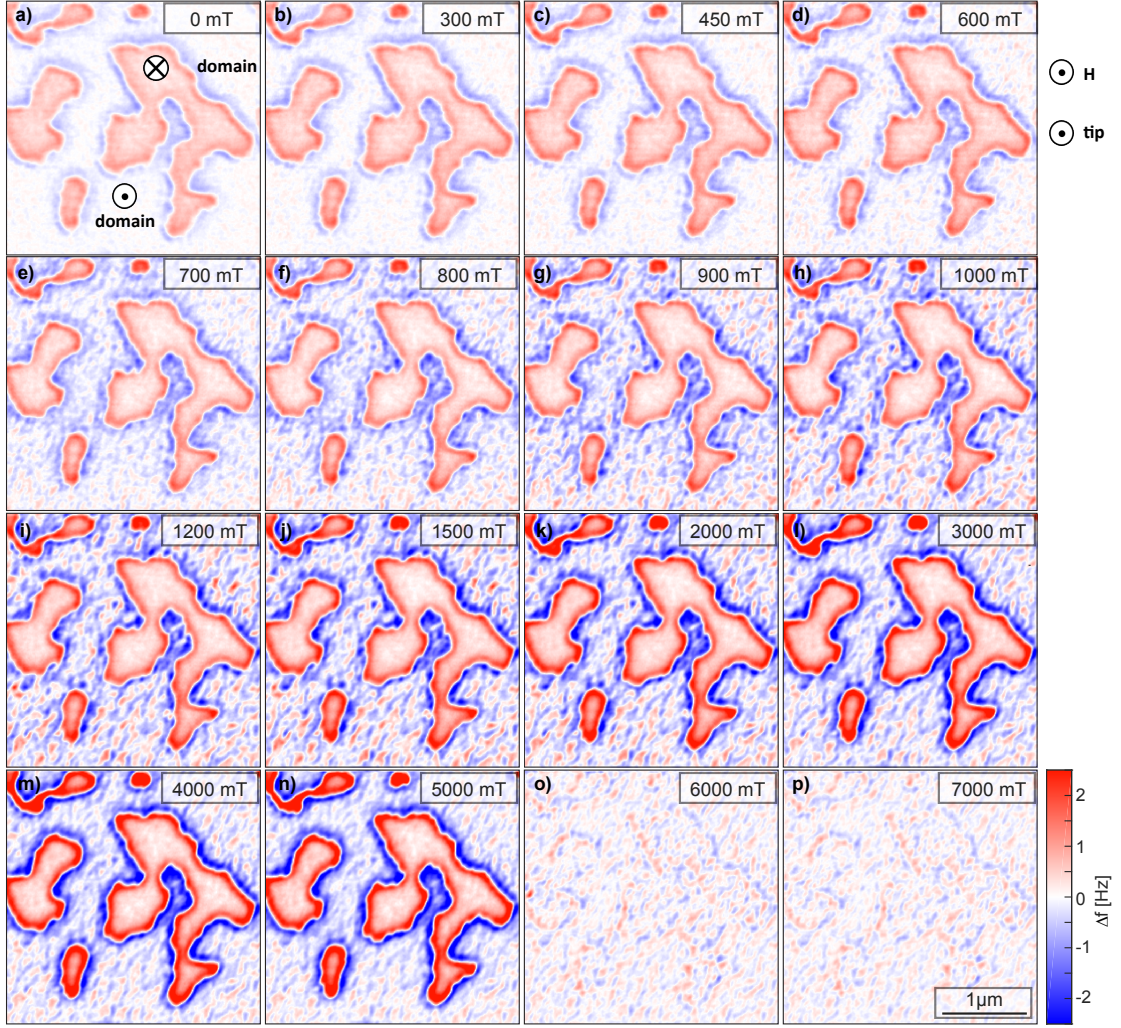 a) 0 mT b) 300 mT c) 450 mT d) 600 mT
domain
H
tip
domain
e) 700 mT f) 800 mT g) 900 mT h) 1000 mT
i) 1200 mT j) 1500 mT k) 2000 mT l) 3000 mT
m) 4000 mT n) 5000 mT o) 6000 mT p) 7000 mT
2
1
0
-1
-2
Δf [Hz]
1μm